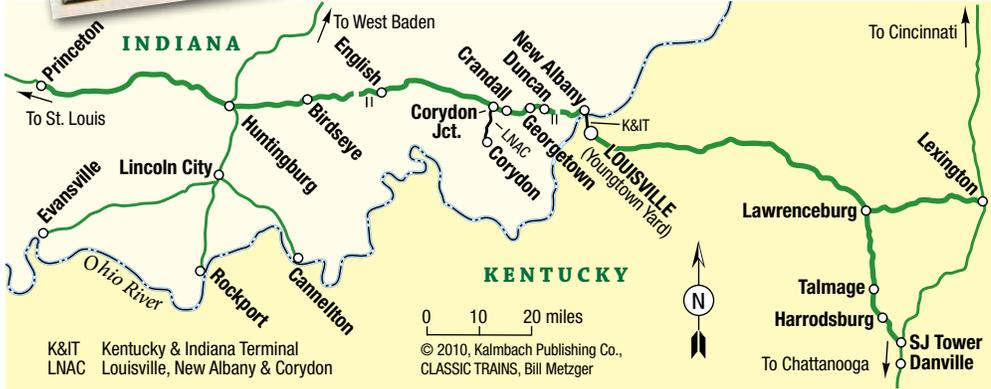 To West Baden
INDIANA
Princeton
To St. Louis
English
Birdseye
Huntingburg
Lincoln City
Evansville
Ohio River
Rockport
Cannellton
Crandall
Corydon
Jct.
LNAC
Corydon
Duncan
Georgetown
New Albany
K&IT
LOUISVILLE
(Youngtown Yard)
To Cincinnati
Lexington
Lawrenceburg
Talmage
Harrodsburg
SJ Tower
Danville
To Chattanooga
KENTUCKY
N
0 10 20 miles
© 2010, Kalmbach Publishing Co.,
CLASSIC TRAINS, Bill Metzger
K&IT Kentucky & Indiana Terminal
LNAC Louisville, New Albany & Corydon